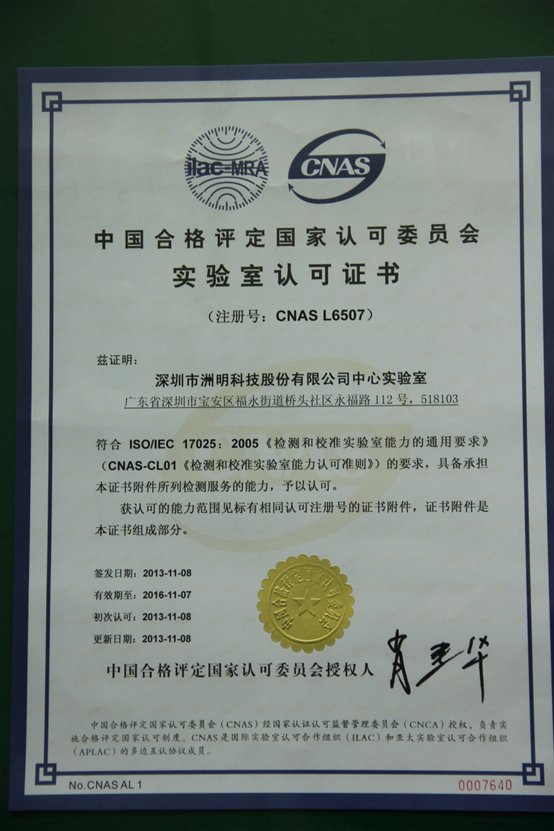 ilac-MRA
CNAS
中国合格评定国家认可委员会
实验室认可证书
（注册号：CNAS L6507）
兹证明：
深圳市洲明科技股份有限公司中心实验室
广东省深圳市宝安区福永街道桥头社区永福路 112 号，518103
符合 ISO/IEC 17025：2005《检测和校准实验室能力的通用要求》
（CNAS-CL01《检测和校准实验室能力认可准则》）的要求，具备承担
本证书附件所列检测服务的能力，予以认可。
获认可的能力范围见标有相同认可注册号的证书附件，证书附件是
本证书组成部分。
签发日期：2013-11-08
有效期至：2016-11-07
初次认可：2013-11-08
更新日期：2013-11-08
中国合格评定国家认可委员会
中国合格评定国家认可委员会授权人
中国合格评定国家认可委员会（CNAS）经国家认证认可监督管理委员会（CNCA）授权，负责实
施合格评定国家认可制度。CNAS是国际实验室认可合作组织（ILAC）和亚太实验室认可合作组织
（APLAC）的多边互认协议成员。
No.CNAS AL 1
0007640